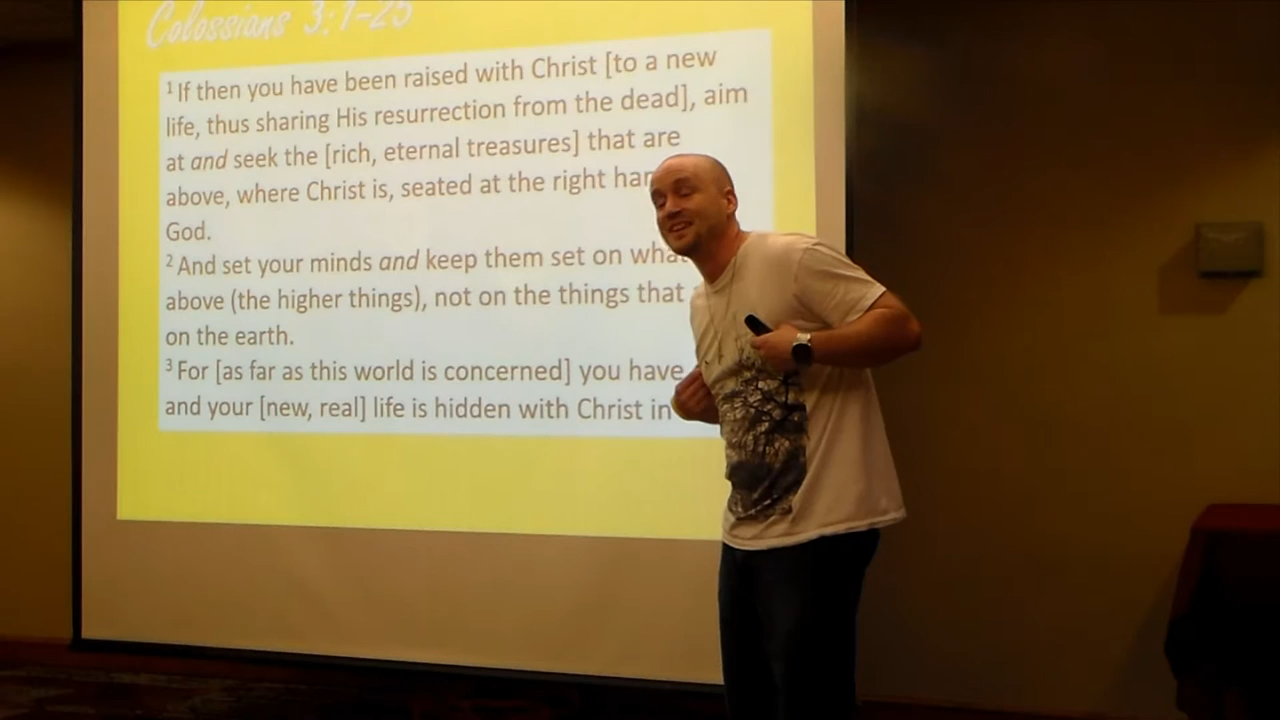 Colossians 3:1-25
1 If then you have been raised with Christ [to a new
life, thus sharing His resurrection from the dead], aim
at and seek the [rich, eternal treasures] that are
above, where Christ is, seated at the right
God.
2 And set your minds and keep them set on
above (the higher things), not on the things that
on the earth.
3 For [as far as this world is concerned] you have
and your [new, real] life is hidden with Christ in